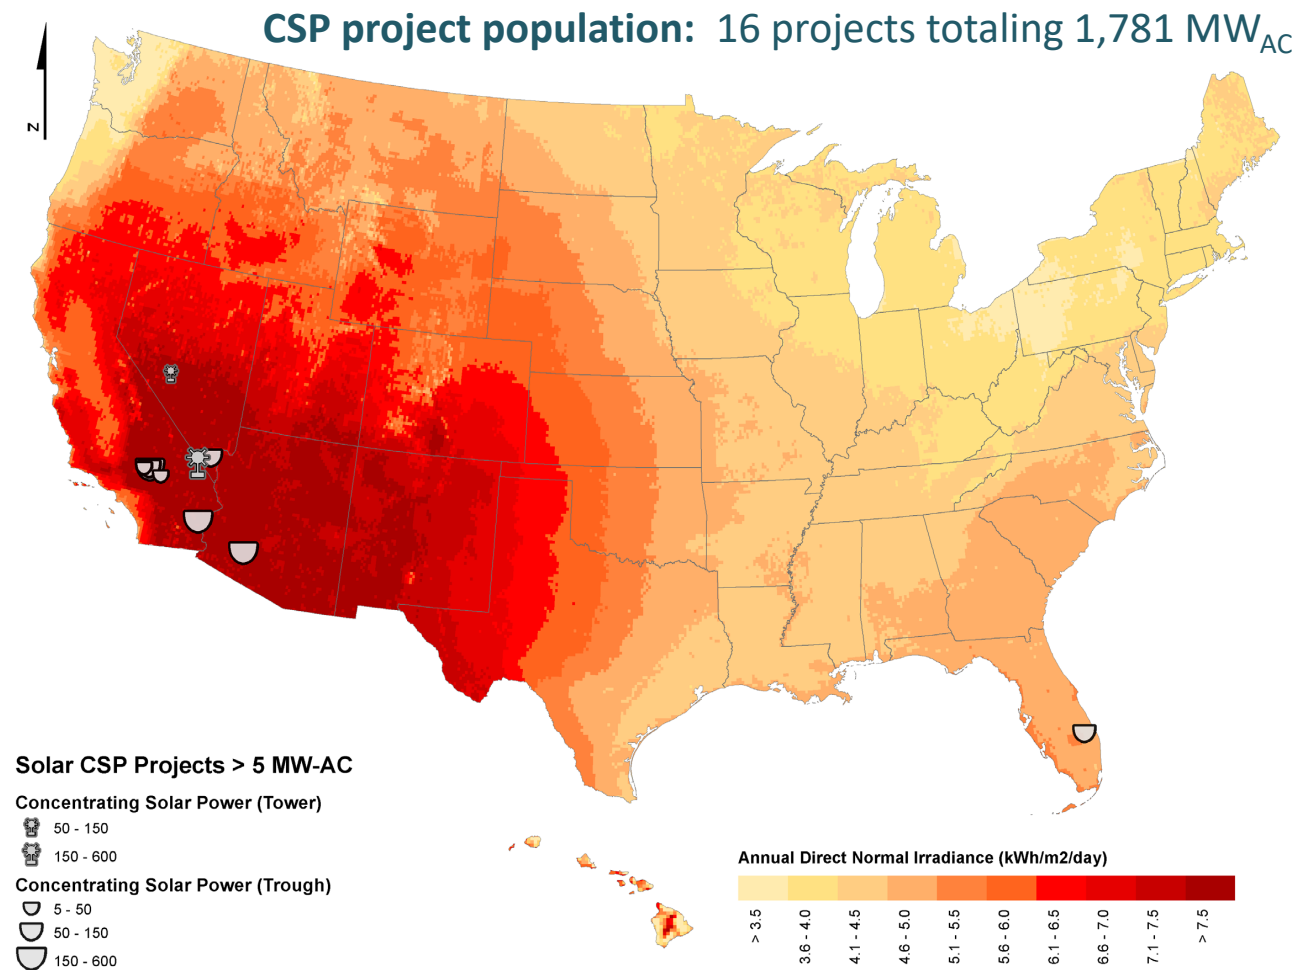 CSP project population: 16 projects totaling 1,781 MWAC
N
Solar CSP Projects > 5 MW-AC
Concentrating Solar Power (Tower)
50 - 150
150 - 600
Concentrating Solar Power (Trough)
5 - 50
50 - 150
150 - 600
Annual Direct Normal Irradiance (kWh/m2/day)
> 3.5
3.6 - 4.0
4.1 - 4.5
4.6 - 5.0
5.1 - 5.5
5.6 - 6.0
6.1 - 6.5
6.6 - 7.0
7.1 - 7.5
> 7.5